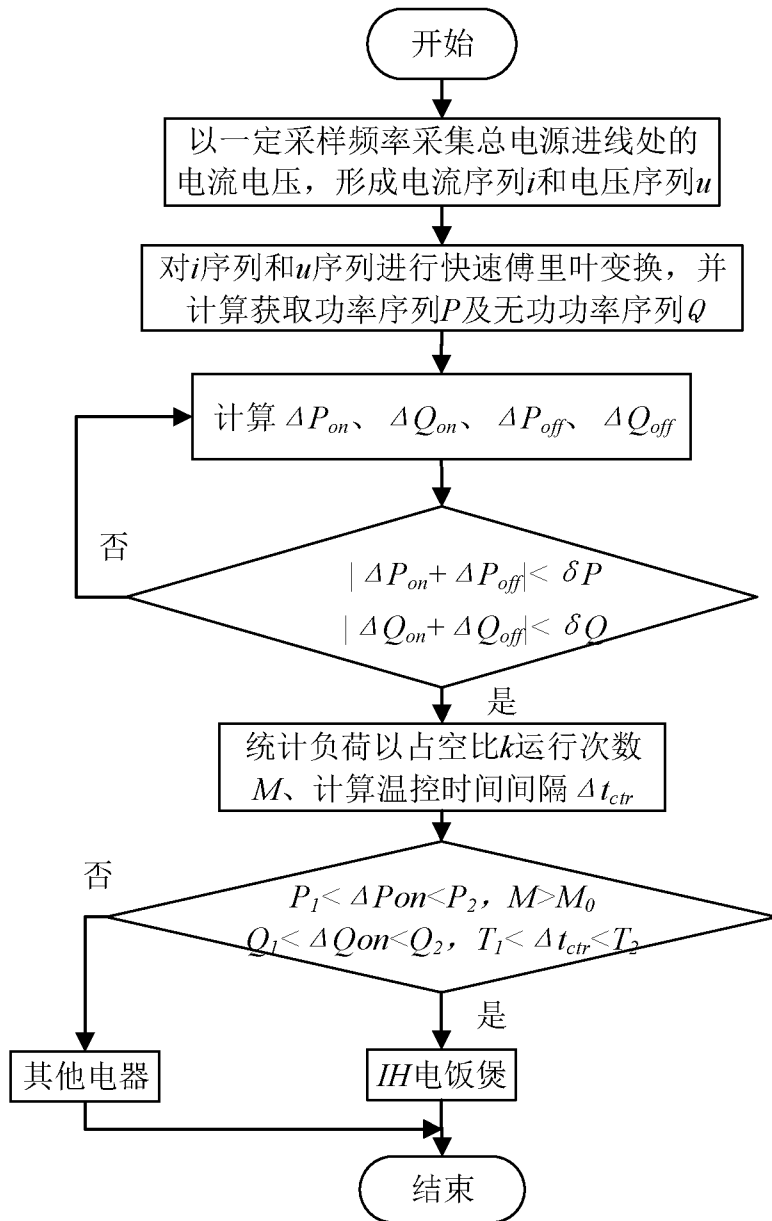 开始
以一定采样频率采集总电源进线处的
电流电压，形成电流序列i和电压序列u
对i序列和u序列进行快速傅里叶变换，并
计算获取功率序列P及无功功率序列Q
计算ΔPon、ΔQon、ΔPoff、ΔQoff
否
|ΔPon+ΔPoff|< δP
|ΔQon+ΔQoff|< δQ
是
统计负荷以占空比k运行次数
M、计算温控时间间隔Δtctr
否
P1<ΔPon<P2，M>M0
Q1<ΔQon<Q2，T1<Δtctr<T2
是
其他电器
IH电饭煲
结束